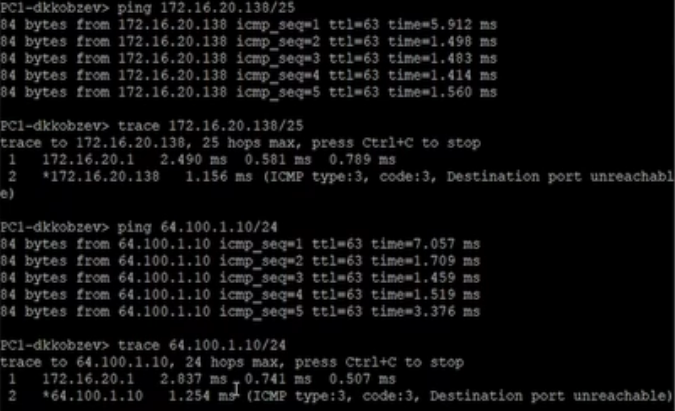 PC1-dkkobzev> ping 172.16.20.138/25
84 bytes from 172.16.20.138 icmp_seq=1 ttl=63 time=5.912 ms
84 bytes from 172.16.20.138 icmp_seq=2 ttl=63 time=1.498 ms
84 bytes from 172.16.20.138 icmp_seq=3 ttl=63 time=1.483 ms
84 bytes from 172.16.20.138 icmp_seq=4 ttl=63 time=1.414 ms
84 bytes from 172.16.20.138 icmp_seq=5 ttl=63 time=1.560 ms
PC1-dkkobzev> trace 172.16.20.138/25
trace to 172.16.20.138, 25 hops max, press Ctrl+C to stop
1 172.16.20.1 2.490 ms 0.581 ms 0.789 ms
2 *172.16.20.138 1.156 ms (ICMP type:3, code:3, Destination port unreachabl
e)
PC1-dkkobzev> ping 64.100.1.10/24
84 bytes from 64.100.1.10 icmp_seq=1 ttl=63 time=7.057 ms
84 bytes from 64.100.1.10 icmp_seq=2 ttl=63 time=1.709 ms
84 bytes from 64.100.1.10 icmp_seq=3 ttl=63 time=1.459 ms
84 bytes from 64.100.1.10 icmp_seq=4 ttl=63 time=1.519 ms
84 bytes from 64.100.1.10 icmp_seq=5 ttl=63 time=3.376 ms
PC1-dkkobzev> trace 64.100.1.10/24
trace to 64.100.1.10, 24 hops max, press Ctrl+C to stop
1 172.16.20.1 2.837 ms 0.741 ms 0.507 ms
2 *64.100.1.10 1.254 ms (ICMP type:3, code:3, Destination port unreachable)